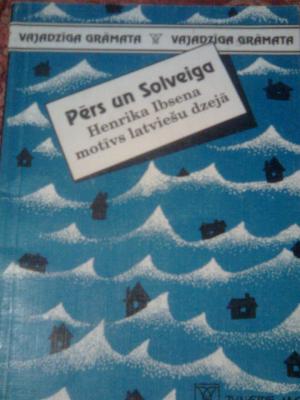 VAJADZĪGA GRĀMATA VAJADZĪGA GRĀMATA
Pērs un Solveiga
Henrika Ibsena
motīvs latviešu dzejā